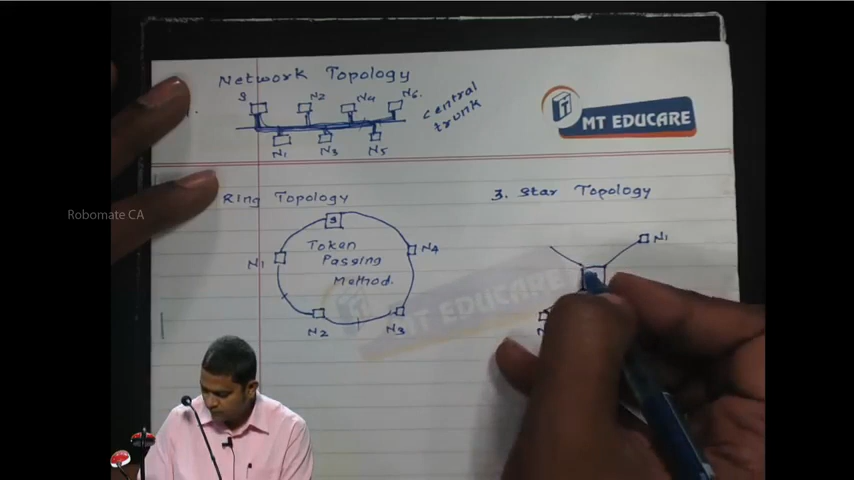 Network Topology
S N2 N4 N6.
central
trunk
N1 N3 N5
MT EDUCARE
Ring Topology
3. Star Topology
Robomate CA
S
Token
Passing
Method.
N1
N4
N2
N3
N1
MT EDUCARE